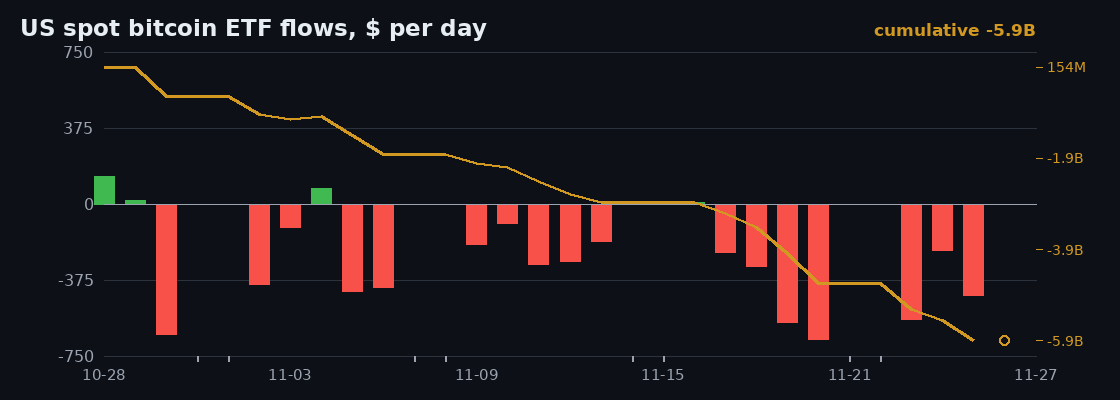 US spot bitcoin ETF flows, $ per day
cumulative -5.9B
750
375
0
-375
-750
154M
-1.9B
-3.9B
-5.9B
10-28
11-03
11-09
11-15
11-21
11-27